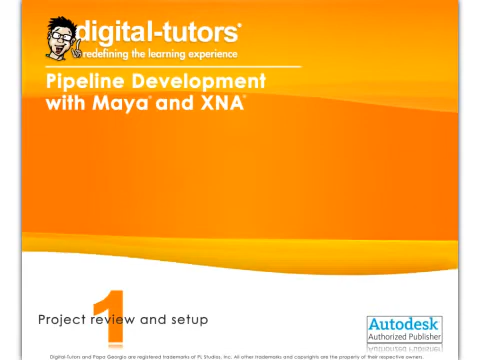 digital-tutors®
redefining the learning experience
Pipeline Development
with Maya™ and XNA™
1
Project review and setup
Autodesk
Authorized Publisher
Digital-Tutors and Papa Georgio are registered trademarks of PL Studios, Inc. All other trademarks and copyrights are the property of their respective owners.